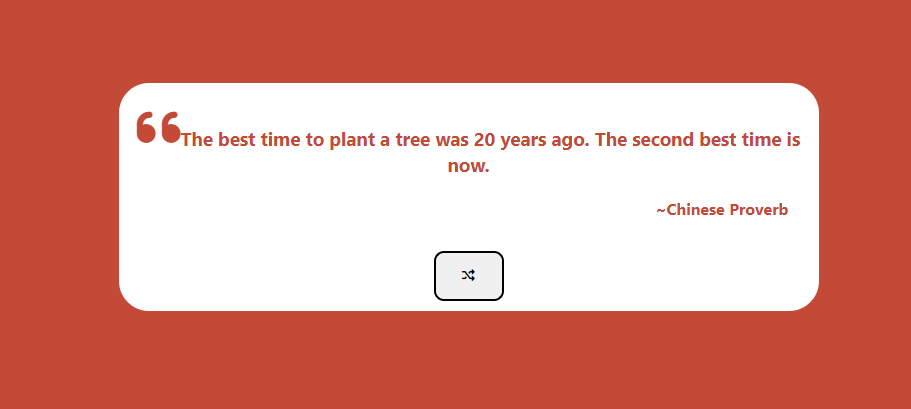 ❝The best time to plant a tree was 20 years ago. The second best time is
now.
~Chinese Proverb